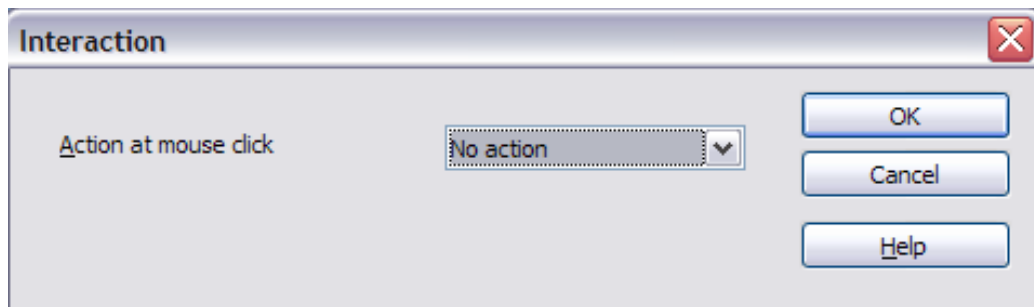 Interaction
Action at mouse click
No action
OK
Cancel
Help